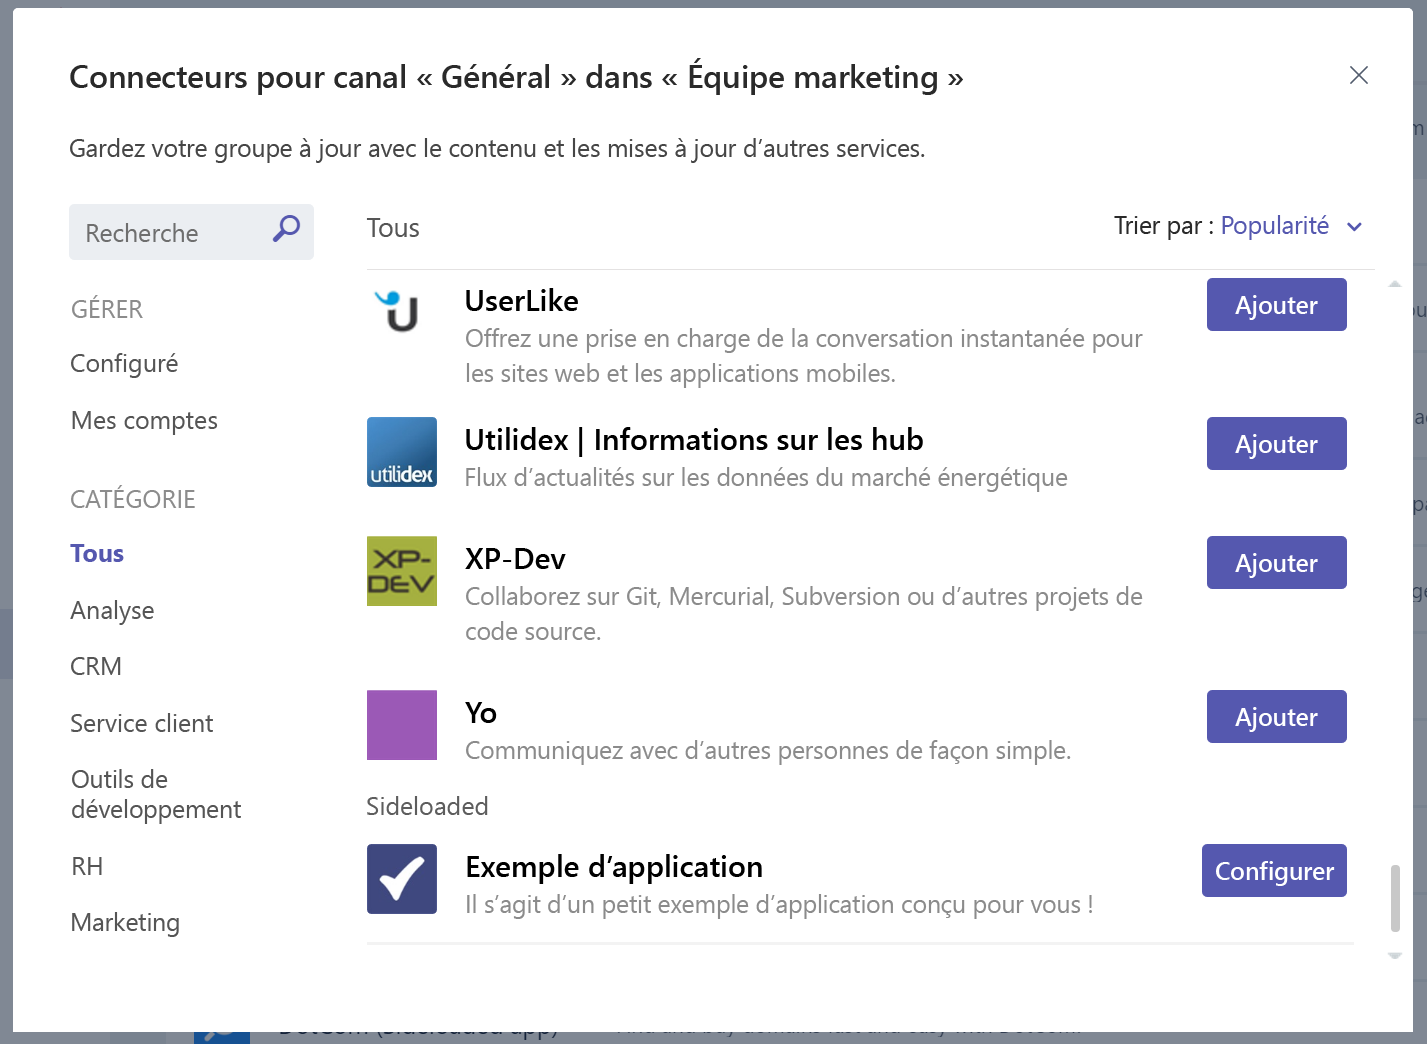 Connecteurs pour canal « Général » dans « Équipe marketing »
Gardez votre groupe à jour avec le contenu et les mises à jour d’autres services.
Recherche
GÉRER
Configuré
Mes comptes
CATÉGORIE
Tous
Analyse
CRM
Service client
Outils de
développement
RH
Marketing
Tous
Trier par : Popularité
UserLike
Offrez une prise en charge de la conversation instantanée pour
les sites web et les applications mobiles.
Ajouter
utilidex
Utilidex | Informations sur les hub
Flux d’actualités sur les données du marché énergétique
Ajouter
XP-
DEV
XP-Dev
Collaborez sur Git, Mercurial, Subversion ou d’autres projets de
code source.
Ajouter
Yo
Communiquez avec d’autres personnes de façon simple.
Ajouter
Sideloaded
Exemple d’application
Il s’agit d’un petit exemple d’application conçu pour vous !
Configurer